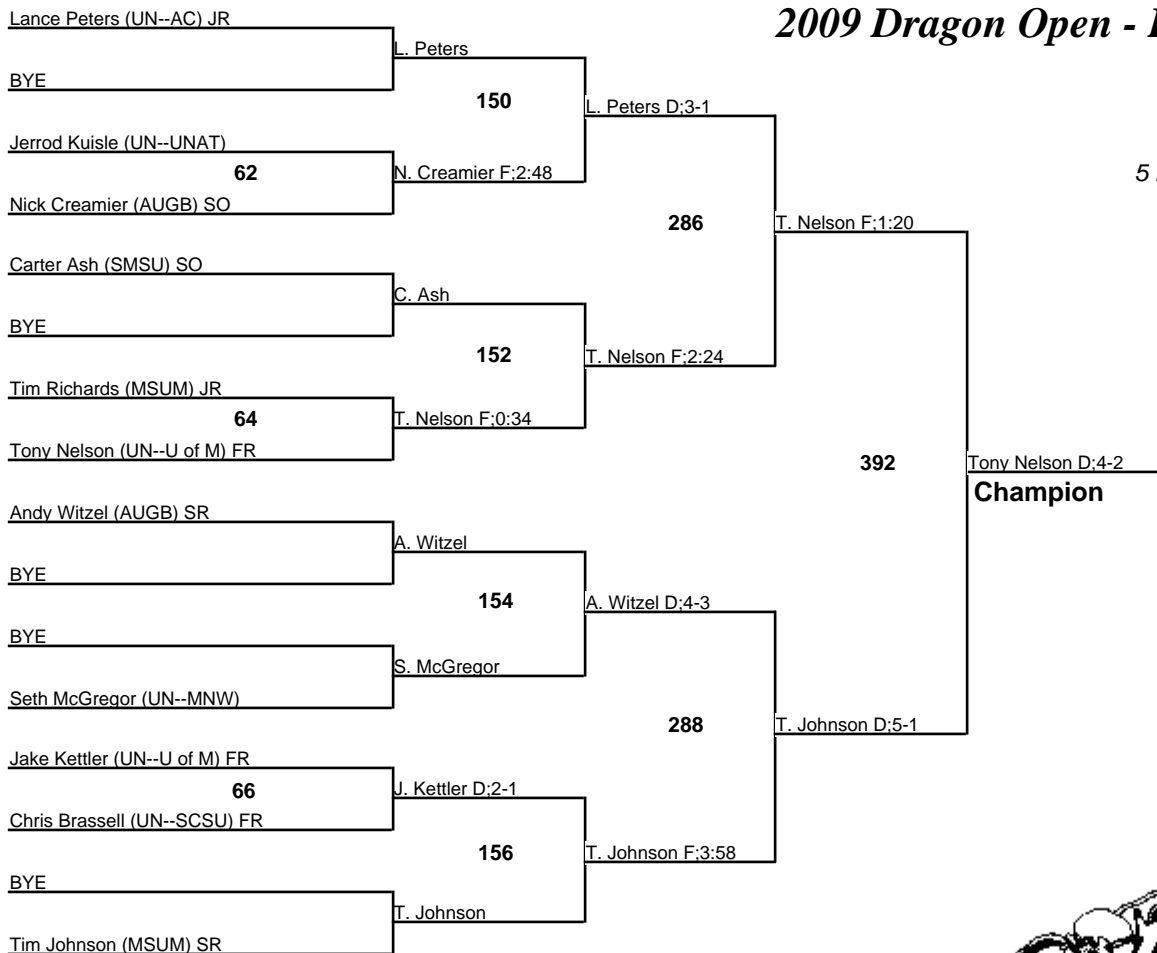 2009 Dragon Open -
Lance Peters (UN--AC) JR
BYE
Jerrod Kuisle (UN--UNAT)
62
Nick Creamier (AUGB) SO
Carter Ash (SMSU) SO
BYE
Tim Richards (MSUM) JR
64
Tony Nelson (UN--U of M) FR
Andy Witzel (AUGB) SR
BYE
BYE
Seth McGregor (UN--MNW)
Jake Kettler (UN--U of M) FR
66
Chris Brassell (UN--SCSU) FR
BYE
Tim Johnson (MSUM) SR
L. Peters
150
N. Creamier F;2:48
C. Ash
152
T. Nelson F;0:34
A. Witzel
154
S. McGregor
J. Kettler D;2-1
156
T. Johnson
L. Peters D;3-1
286
T. Nelson F;2:24
A. Witzel D;4-3
288
T. Johnson F;3:58
T. Nelson F;1:20
392
T. Johnson D;5-1
Tony Nelson D;4-2
Champion
5